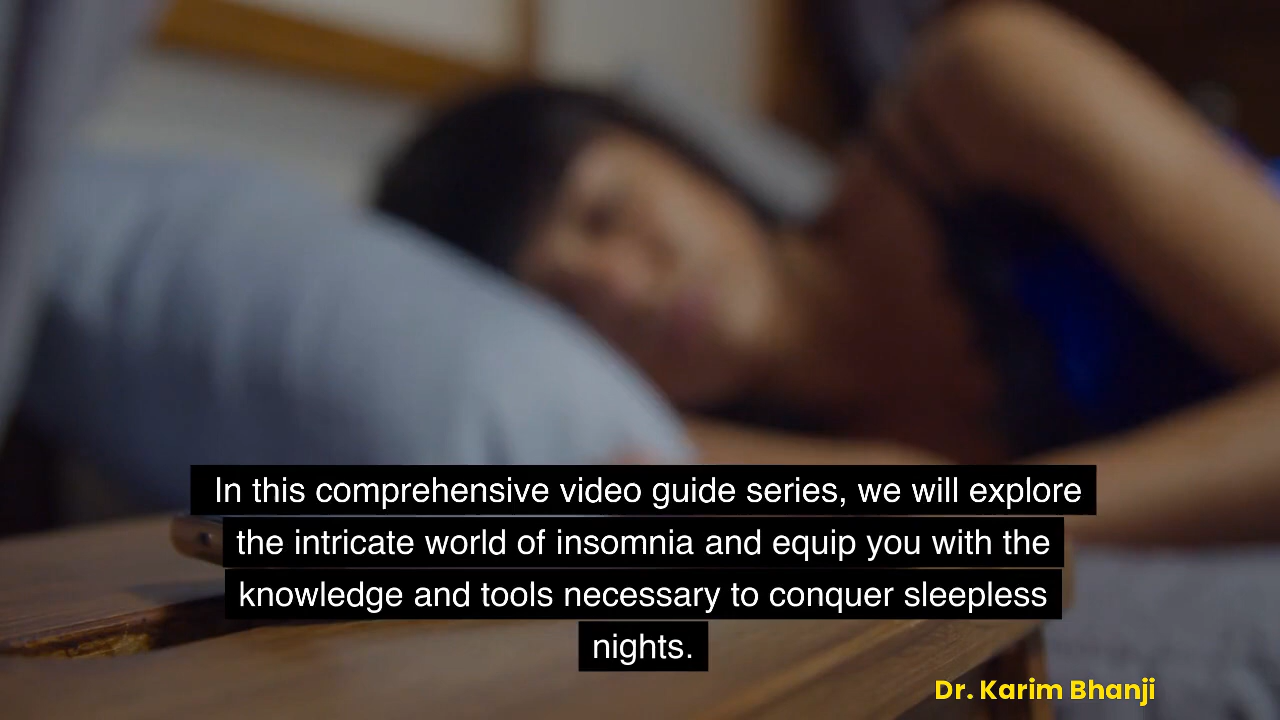 In this comprehensive video guide series, we will explore
the intricate world of insomnia and equip you with the
knowledge and tools necessary to conquer sleepless
nights.
Dr. Karim Bhanji